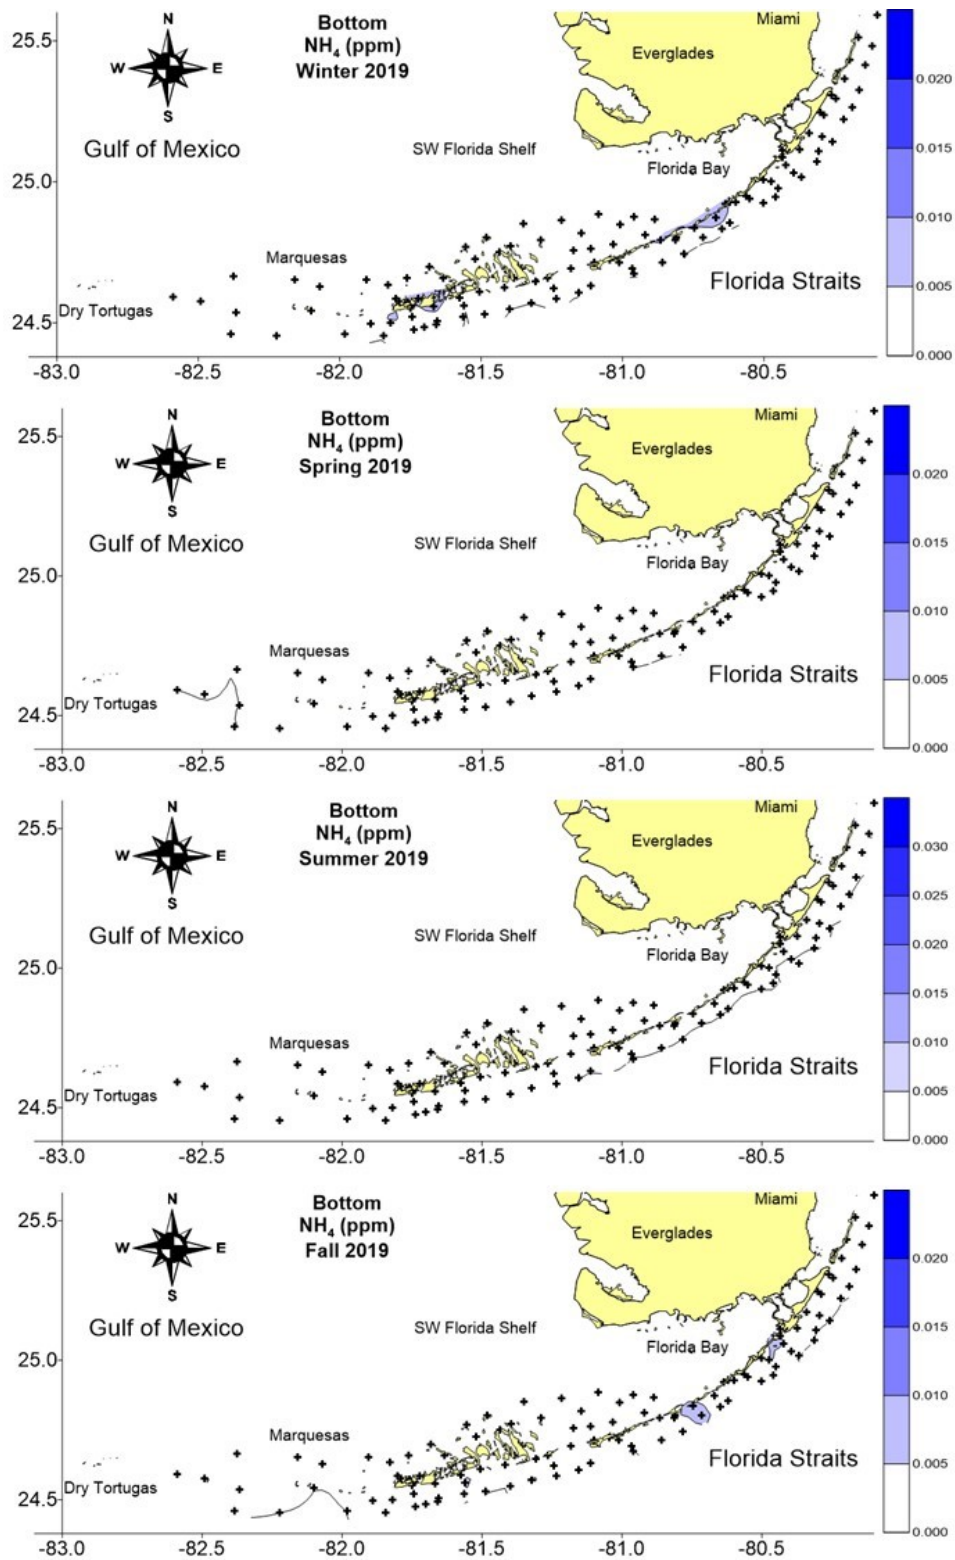 Bottom
NH4 (ppm)
Winter 2019
N
W E
S
Gulf of Mexico
Miami
Everglades
SW Florida Shelf
Florida Bay
Marquesas
Dry Tortugas
Florida Straits
25.5
25.0
24.5
-83.0 -82.5 -82.0 -81.5 -81.0 -80.5
0.020
0.015
0.010
0.005
0.000
Bottom
NH4 (ppm)
Spring 2019
N
W E
S
Gulf of Mexico
Miami
Everglades
SW Florida Shelf
Florida Bay
Marquesas
Dry Tortugas
Florida Straits
25.5
25.0
24.5
-83.0 -82.5 -82.0 -81.5 -81.0 -80.5
0.020
0.015
0.010
0.005
0.000
Bottom
NH4 (ppm)
Summer 2019
N
W E
S
Gulf of Mexico
Miami
Everglades
SW Florida Shelf
Florida Bay
Marquesas
Dry Tortugas
Florida Straits
25.5
25.0
24.5
-83.0 -82.5 -82.0 -81.5 -81.0 -80.5
0.030
0.025
0.020
0.015
0.010
0.005
0.000
Bottom
NH4 (ppm)
Fall 2019
N
W E
S
Gulf of Mexico
Miami
Everglades
SW Florida Shelf
Florida Bay
Marquesas
Dry Tortugas
Florida Straits
25.5
25.0
24.5
-83.0 -82.5 -82.0 -81.5 -81.0 -80.5
0.020
0.015
0.010
0.005
0.000